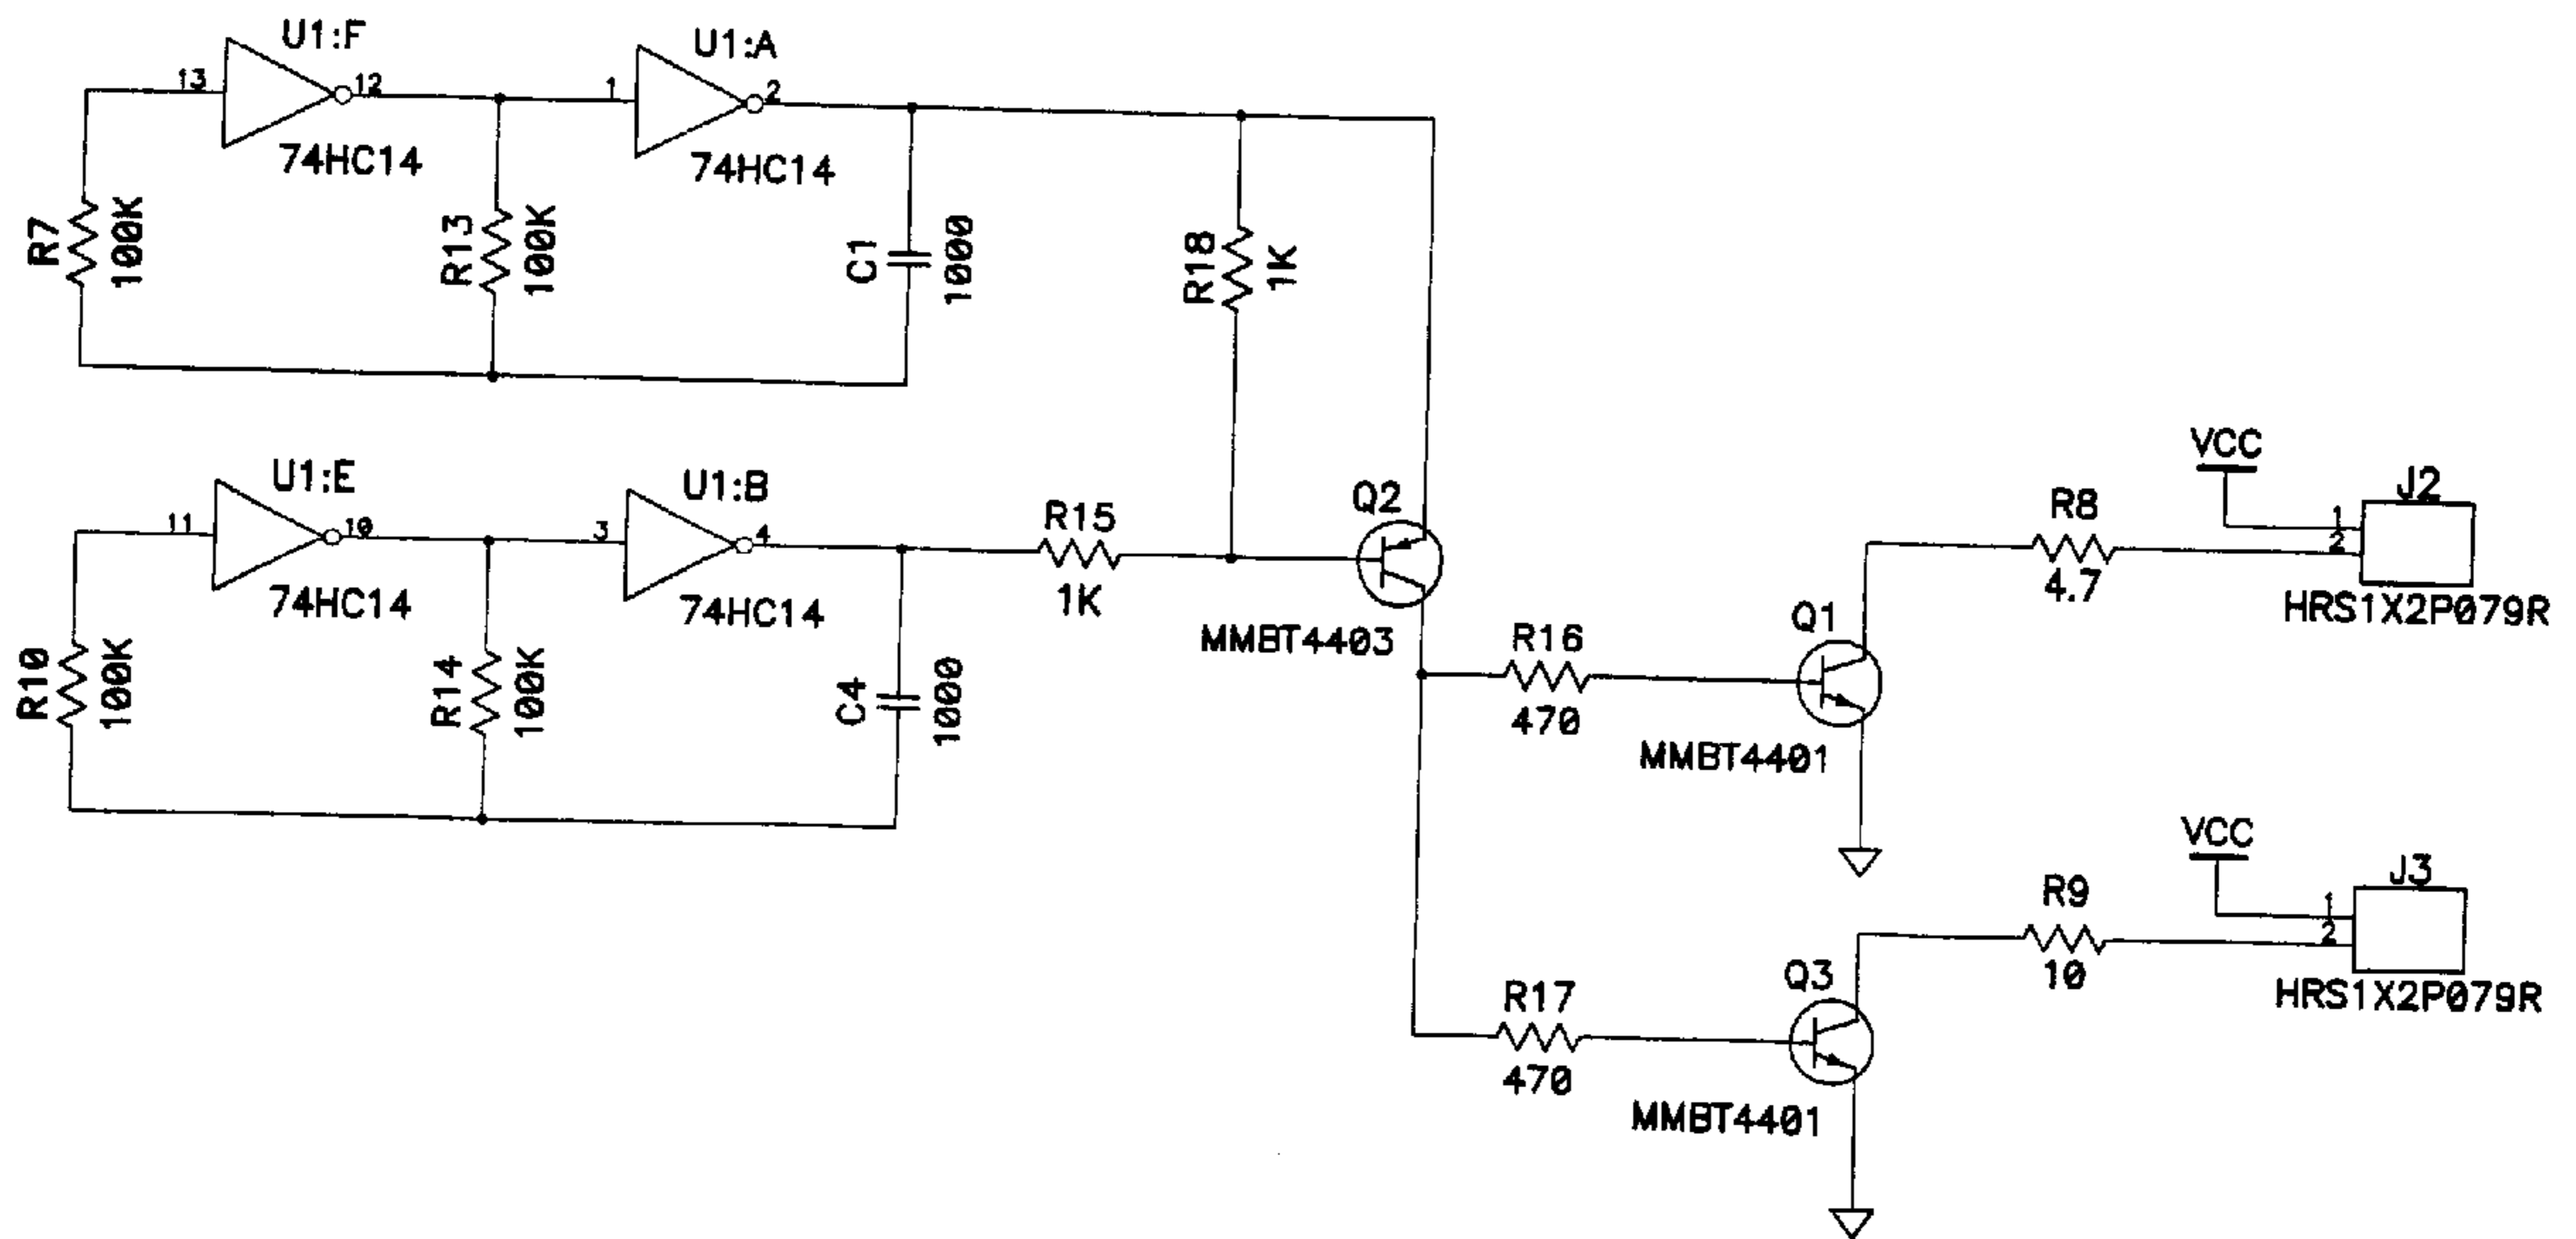 U1:F
13
12
74HC14
U1:A
1
2
74HC14
R7
100K
R13
100K
C1
1000
R18
1K
U1:E
11
10
74HC14
U1:B
3
4
74HC14
R10
100K
R14
100K
C4
1000
R15
1K
Q2
MMBT4403
R16
470
Q1
MMBT4401
R8
4.7
VCC
J2
1
2
HRS1X2P079R
R17
470
Q3
MMBT4401
R9
10
VCC
J3
1
2
HRS1X2P079R